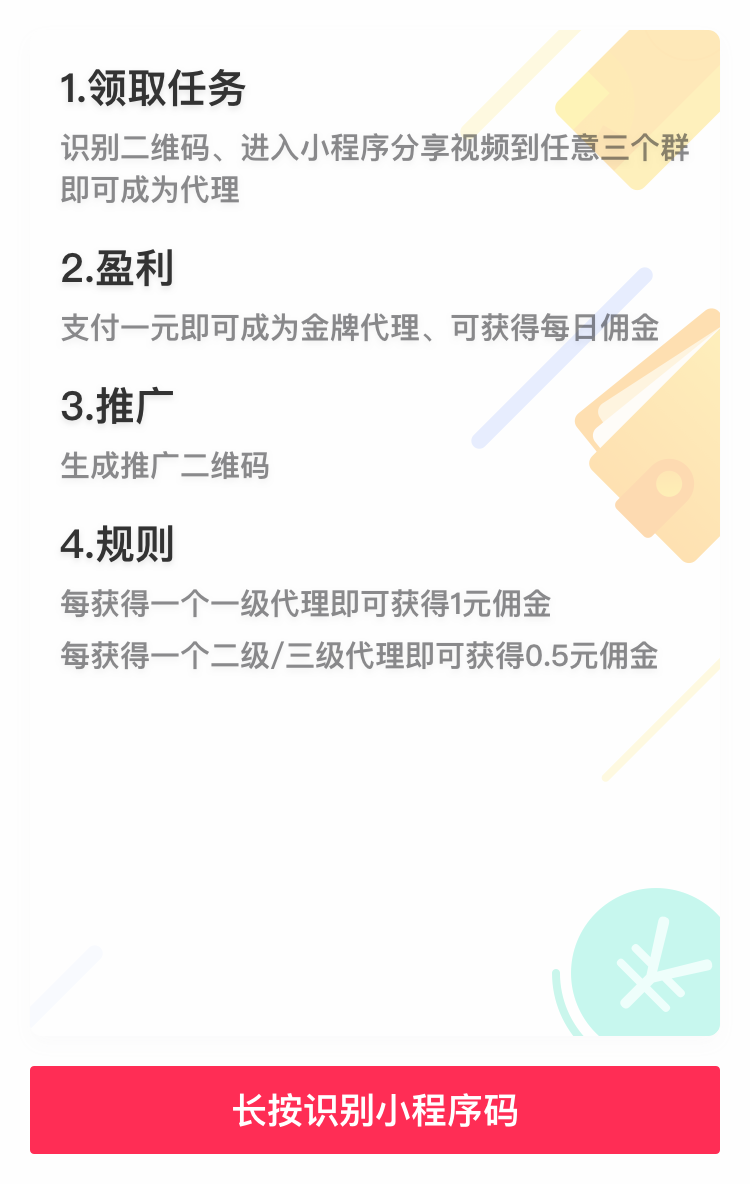 1.领取任务
识别二维码、进入小程序分享视频到任意三个群
即可成为代理
2.盈利
支付一元即可成为金牌代理、可获得每日佣金
3.推广
生成推广二维码
4.规则
每获得一个一级代理即可获得1元佣金
每获得一个二级/三级代理即可获得0.5元佣金
长按识别小程序码